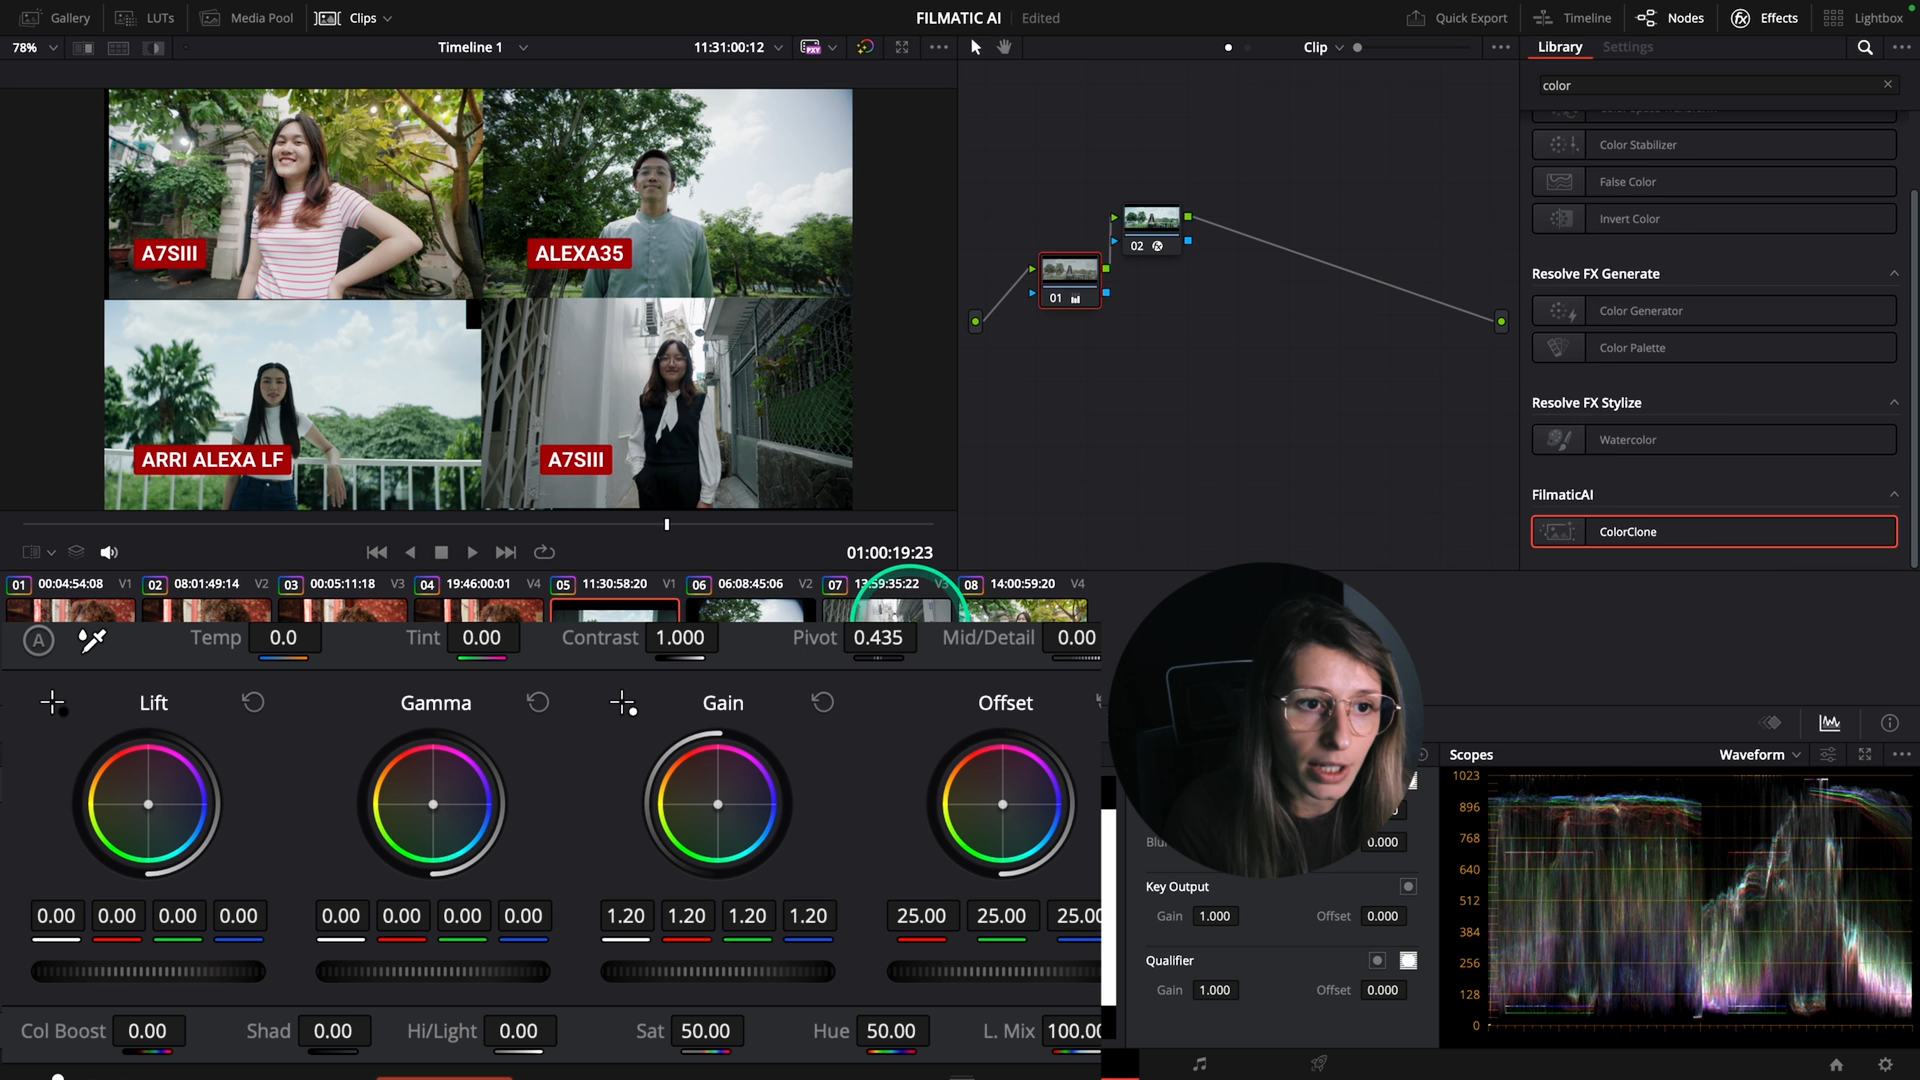 Gallery
LUTs
Media Pool
Clips
FILMATIC AI
Edited
Quick Export
Timeline
Nodes
Effects
Lightbox
78%
Timeline 1
11:31:00:12
PXY
Clip
Library
Settings
color
Color Stabilizer
False Color
Invert Color
Resolve FX Generate
Color Generator
Color Palette
Resolve FX Stylize
Watercolor
FilmaticAI
ColorClone
A7SIII
ALEXA35
ARRI ALEXA LF
A7SIII
02
01
01:00:19:23
01 00:04:54:08 V1
02 08:01:49:14 V2
03 00:05:11:18 V3
04 19:46:00:01 V4
05 11:30:58:20 V1
06 06:08:45:06 V2
07 13:59:35:22 V3
08 14:00:59:20 V4
A
Temp 0.0
Tint 0.00
Contrast 1.000
Pivot 0.435
Mid/Detail 0.00
Lift
Gamma
Gain
Offset
0.00 0.00 0.00 0.00
0.00 0.00 0.00 0.00
1.20 1.20 1.20 1.20
25.00 25.00 25.00
Col Boost 0.00
Shad 0.00
Hi/Light 0.00
Sat 50.00
Hue 50.00
L. Mix 100.00
0.000
Key Output
Gain 1.000
Offset 0.000
Qualifier
Gain 1.000
Offset 0.000
Scopes
Waveform
1023
896
768
640
512
384
256
128
0